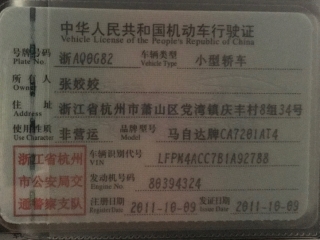 中华人民共和国机动车行驶证
Vehicle License of the People's Republic of China
号牌号码 浙AQ0G82 车辆类型 小型轿车
Plate No. Vehicle Type
所有人 张姣姣
Owner
住址 浙江省杭州市萧山区党湾镇庆丰村8组34号
Address
使用性质 非营运 品牌型号 马自达牌CA7201AT4
Use Character Model
浙江省杭州市公安局交通警察支队
车辆识别代号 LFPM4ACC7B1A92788
VIN
发动机号码 80394324
Engine No.
注册日期 2011-10-09 发证日期 2011-10-09
Register Date Issue Date